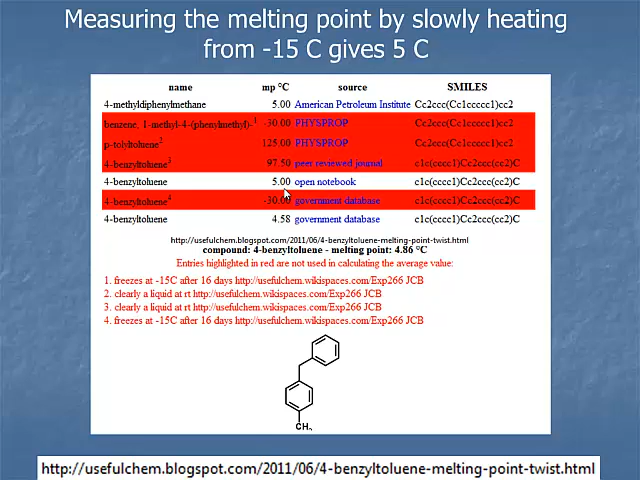 Measuring the melting point by slowly heating
from -15 C gives 5 C
name mp °C source SMILES
4-methyldiphenylmethane 5.00 American Petroleum Institute Cc2ccc(Cc1ccccc1)cc2
benzene, 1-methyl-4-(phenylmethyl)-1 -30.00 PHYSPROP Cc2ccc(Cc1ccccc1)cc2
p-tolyltoluene2 125.00 PHYSPROP Cc2ccc(Cc1ccccc1)cc2
4-benzyltoluene3 97.50 peer reviewed journal c1c(cccc1)Cc2ccc(cc2)C
4-benzyltoluene 5.00 open notebook c1c(cccc1)Cc2ccc(cc2)C
4-benzyltoluene4 -30.00 government database c1c(cccc1)Cc2ccc(cc2)C
4-benzyltoluene 4.58 government database c1c(cccc1)Cc2ccc(cc2)C
http://usefulchem.blogspot.com/2011/06/4-benzyltoluene-melting-point-twist.html
compound: 4-benzyltoluene - melting point: 4.86 °C
Entries highlighted in red are not used in calculating the average value:
1. freezes at -15C after 16 days http://usefulchem.wikispaces.com/Exp266 JCB
2. clearly a liquid at rt http://usefulchem.wikispaces.com/Exp266 JCB
3. clearly a liquid at rt http://usefulchem.wikispaces.com/Exp266 JCB
4. freezes at -15C after 16 days http://usefulchem.wikispaces.com/Exp266 JCB
CH3
http://usefulchem.blogspot.com/2011/06/4-benzyltoluene-melting-point-twist.html